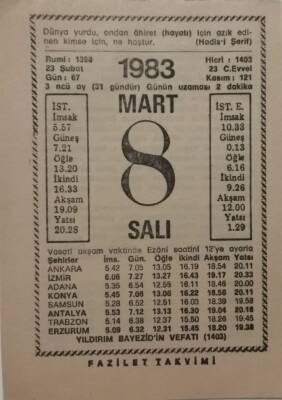 Dünya yurdu, ondan âhiret (hayatı) için azık edi-
nen kimse için, ne hoştur. (Hadîs-i Şerif)
Rumi : 1398
23 Şubat
Gün : 67
1983
Hicri : 1403
23 C.Evvel
Kasım : 121
3 ncü ay (31 gündür) Günün uzaması 2 dakika
MART
8
SALI
İST.
İmsak
5.57
Güneş
7.21
Öğle
13.20
İkindi
16.33
Akşam
19.09
Yatsı
20.28
İST. E.
İmsak
10.33
Güneş
0.13
Öğle
6.16
İkindi
9.26
Akşam
12.00
Yatsı
1.29
Vasatî akşam vaktinde Ezânî saatini 12'ye ayarla
Şehirler İms. Gün. Öğle İkindi Akşam Yatsı
ANKARA 5.42 7.05 13.05 16.19 18.54 20.11
İZMİR 6.06 7.27 13.27 16.43 19.17 20.33
ADANA 5.35 6.54 12.55 16.11 18.46 20.00
KONYA 5.45 7.06 13.06 16.22 18.56 20.11
SAMSUN 5.28 6.52 12.51 16.03 18.39 19.58
ANTALYA 5.53 7.12 13.13 16.30 19.04 20.16
TRABZON 5.14 6.38 12.37 15.50 18.26 19.45
ERZURUM 5.09 6.32 12.31 15.45 18.20 19.38
YILDIRIM BAYEZİD'İN VEFATI (1403)
FAZİLET TAKVİMİ